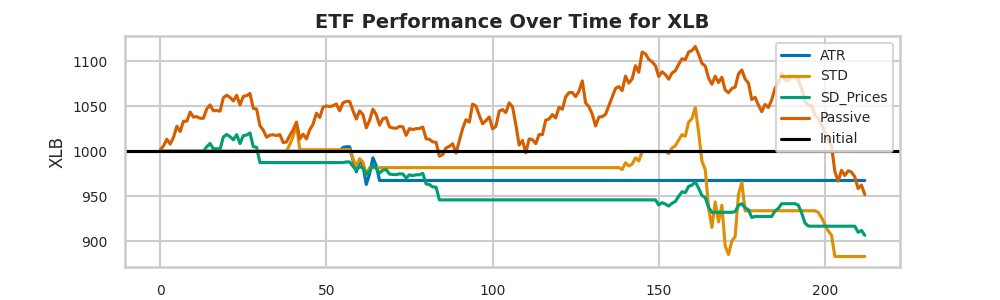 ETF Performance Over Time for XLB
XLB
1100
1050
1000
950
900
0
50
100
150
200
ATR
STD
SD_Prices
Passive
Initial